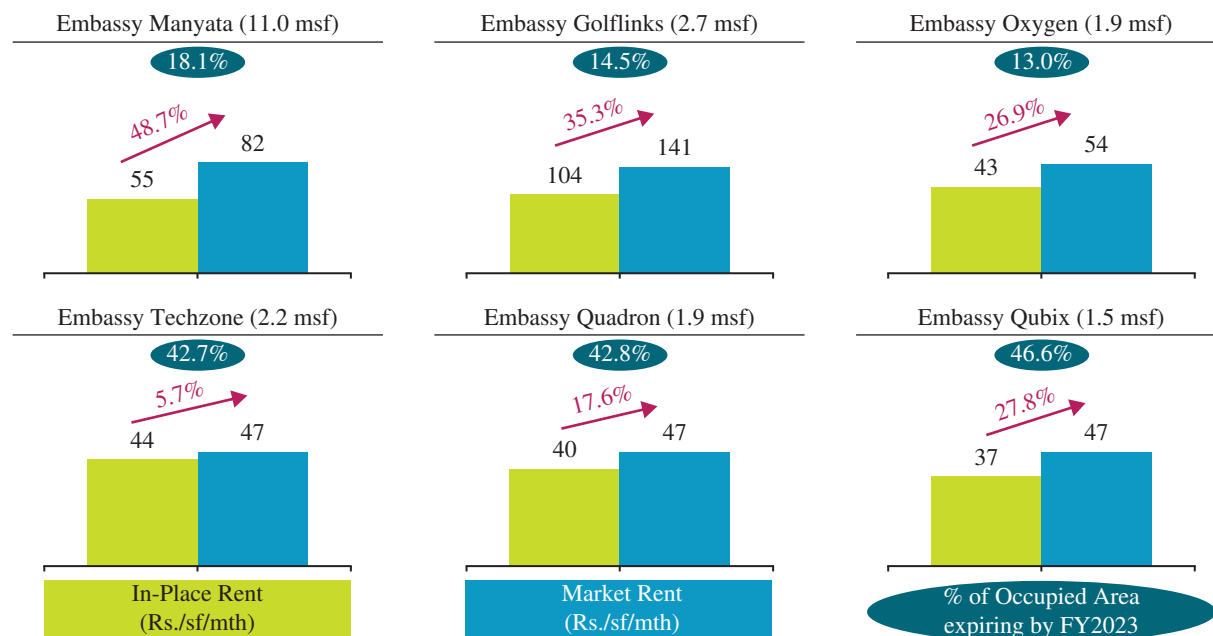 Embassy Manyata (11.0 msf)
18.1%
48.7%
55
82
Embassy Golflinks (2.7 msf)
14.5%
35.3%
104
141
Embassy Oxygen (1.9 msf)
13.0%
26.9%
43
54
Embassy Techzone (2.2 msf)
42.7%
5.7%
44
47
Embassy Quadron (1.9 msf)
42.8%
17.6%
40
47
Embassy Qubix (1.5 msf)
46.6%
27.8%
37
47
In-Place Rent
(Rs./sf/mth)
Market Rent
(Rs./sf/mth)
% of Occupied Area
expiring by FY2023